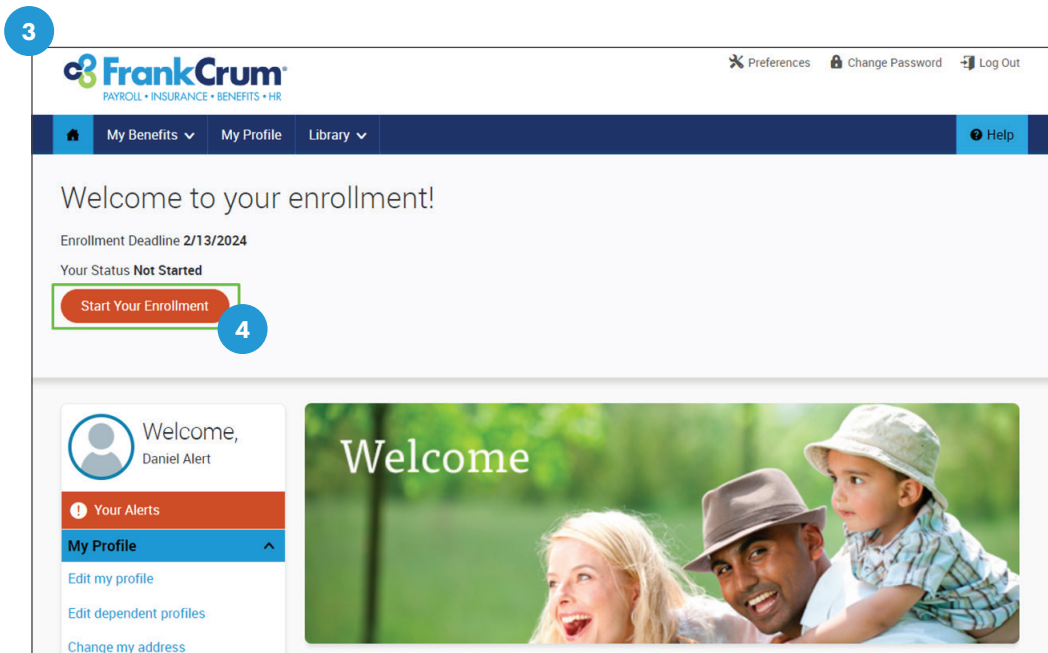 3
FrankCrum
PAYROLL • INSURANCE • BENEFITS • HR
Preferences Change Password Log Out
My Benefits My Profile Library Help
Welcome to your enrollment!
Enrollment Deadline 2/13/2024
Your Status Not Started
Start Your Enrollment
4
Welcome,
Daniel Alert
Your Alerts
My Profile
Edit my profile
Edit dependent profiles
Change my address
Welcome